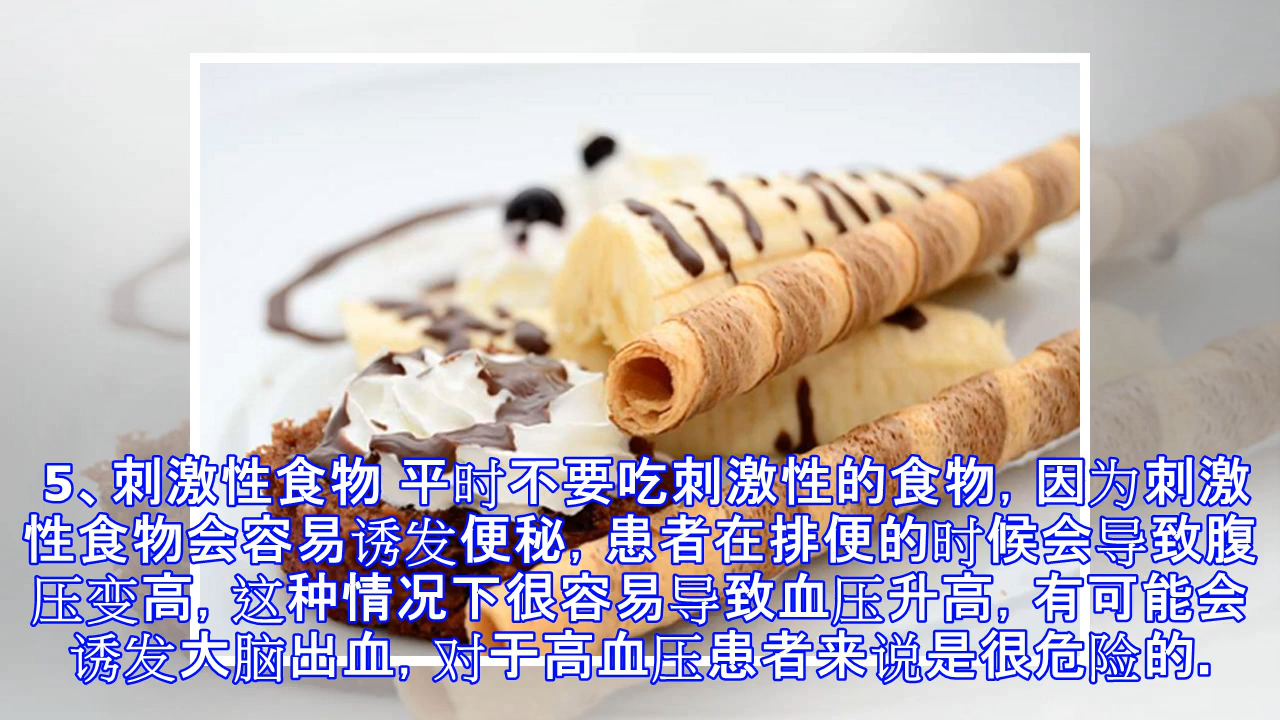 5、刺激性食物 平时不要吃刺激性的食物, 因为刺激
性食物会容易诱发便秘, 患者在排便的时候会导致腹
压变高, 这种情况下很容易导致血压升高, 有可能会
诱发大脑出血, 对于高血压患者来说是很危险的.